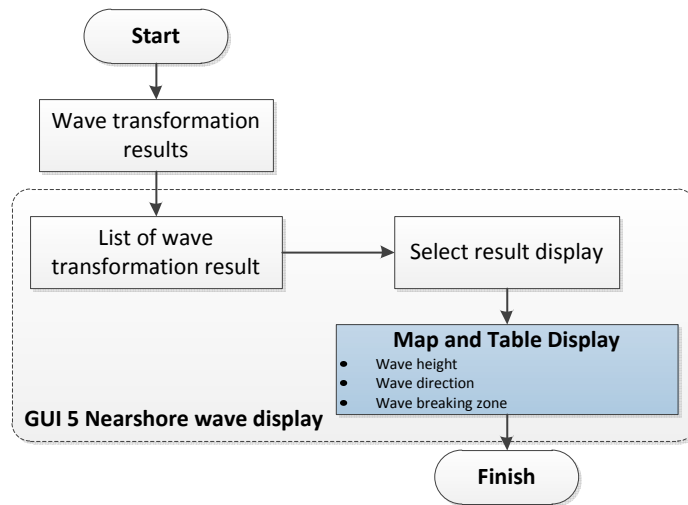 Start
Wave transformation
results
List of wave
transformation result
Select result display
Map and Table Display
• Wave height
• Wave direction
• Wave breaking zone
GUI 5 Nearshore wave display
Finish